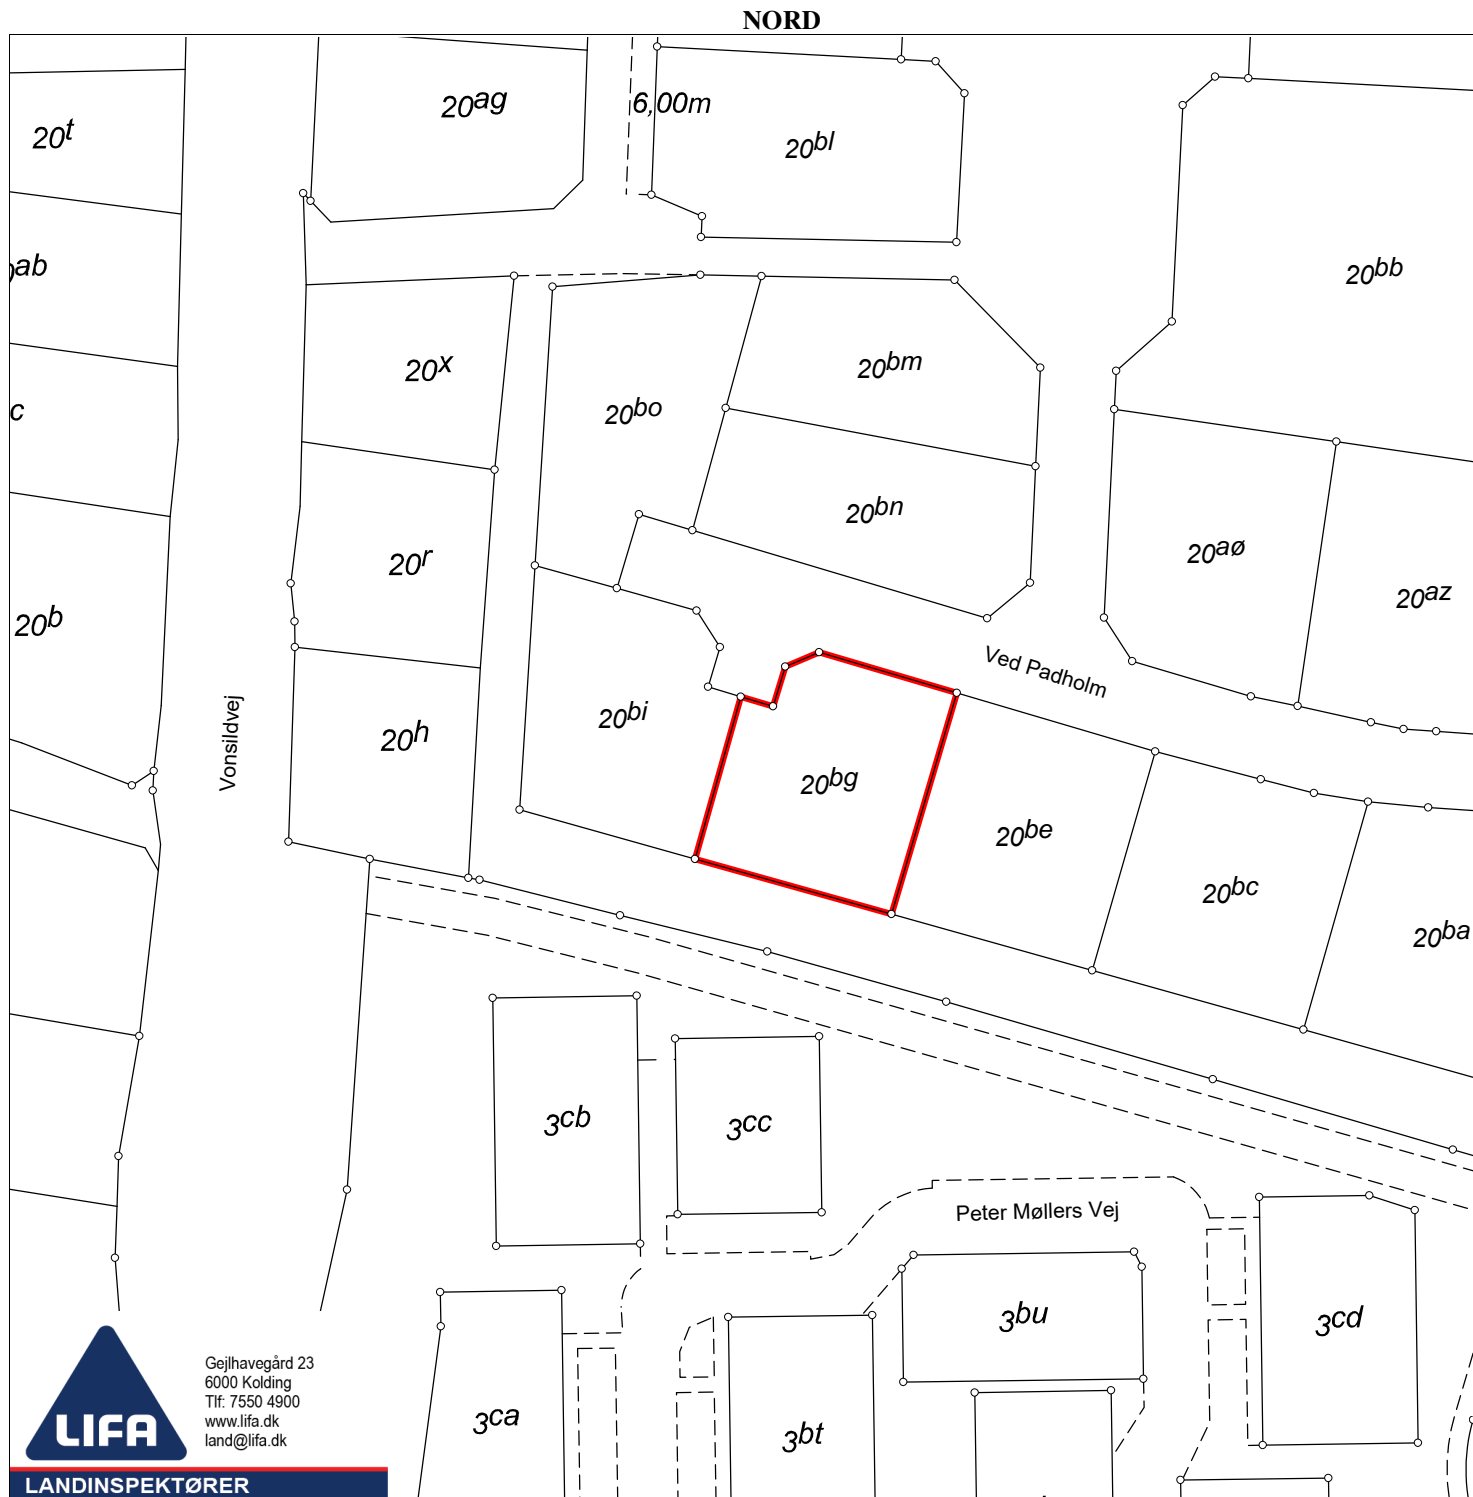 NORD
20ag
6,00m
20bl
20t
ab
20bb
20x
20bm
c
20bo
20bn
20aø
20r
20az
20b
Ved Padholm
20bi
20h
Vonsildvej
20bg
20be
20bc
20ba
3cb
3cc
Peter Møllers Vej
3bu
3cd
3ca
3bt
Gejlhavegård 23
6000 Kolding
Tlf: 7550 4900
www.lifa.dk
land@lifa.dk
LIFA
LANDINSPEKTØRER